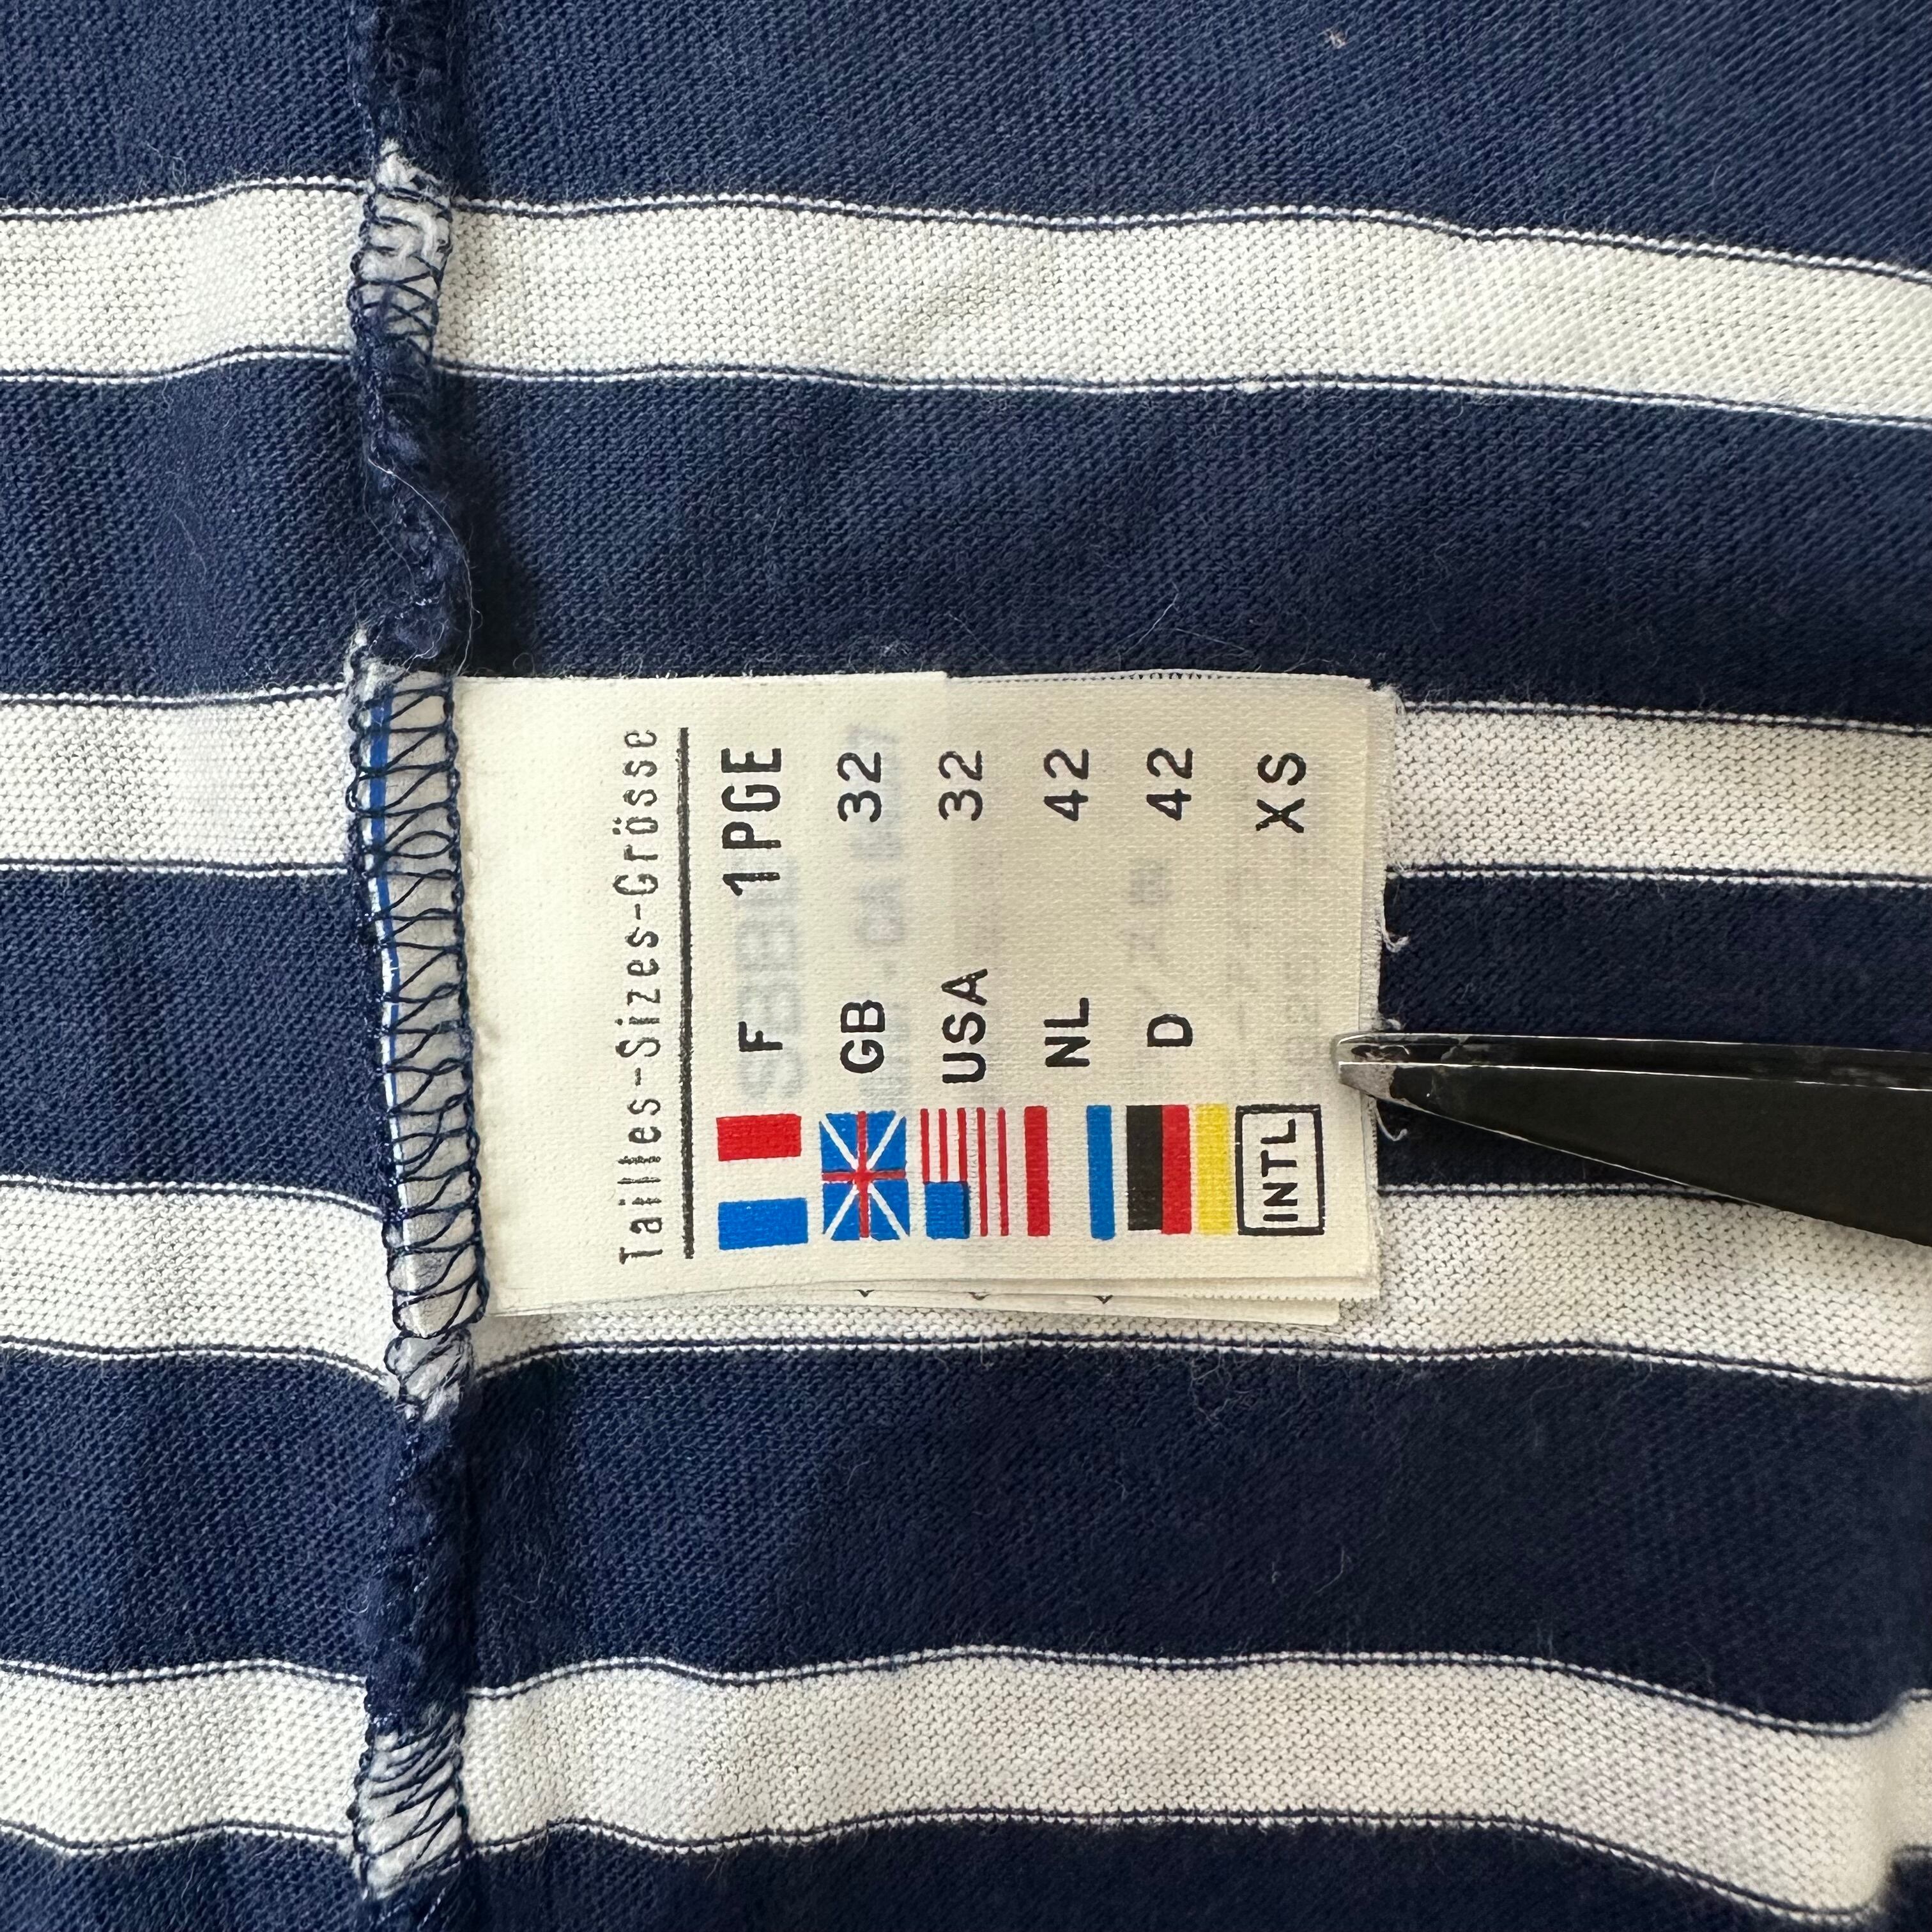 Tailles-Sizes-Grösse
F 1PGE
GB 32
USA 32
NL 42
D 42
INTL XS